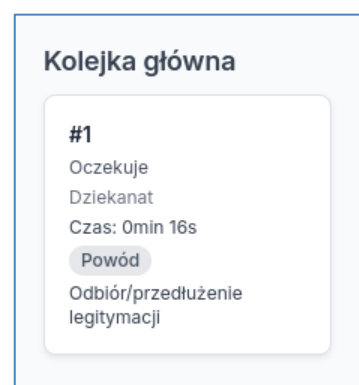 Kolejka główna
#1
Oczekuje
Dziekanat
Czas: 0min 16s
Powód
Odbiór/przedłużenie
legitymacji